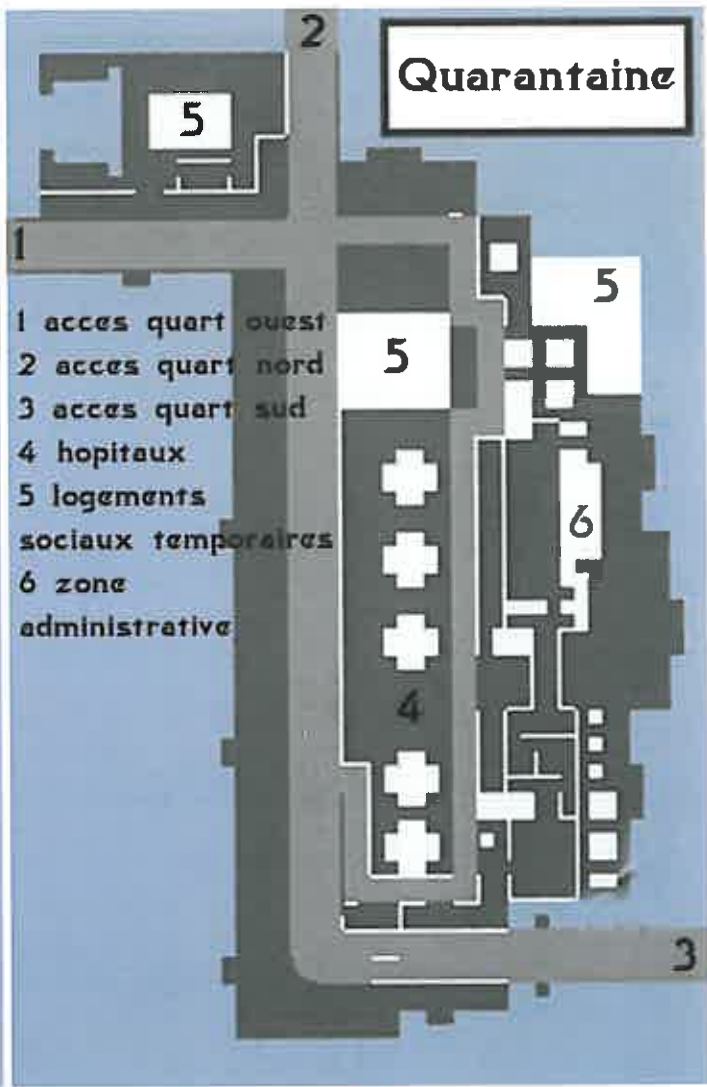 2
Quarantaine
5
1
5
1 acces quart ouest
5
2 acces quart nord
3 acces quart sud
4 hopitaux
5 logements
6
sociaux temporaires
6 zone
administrative
4
3